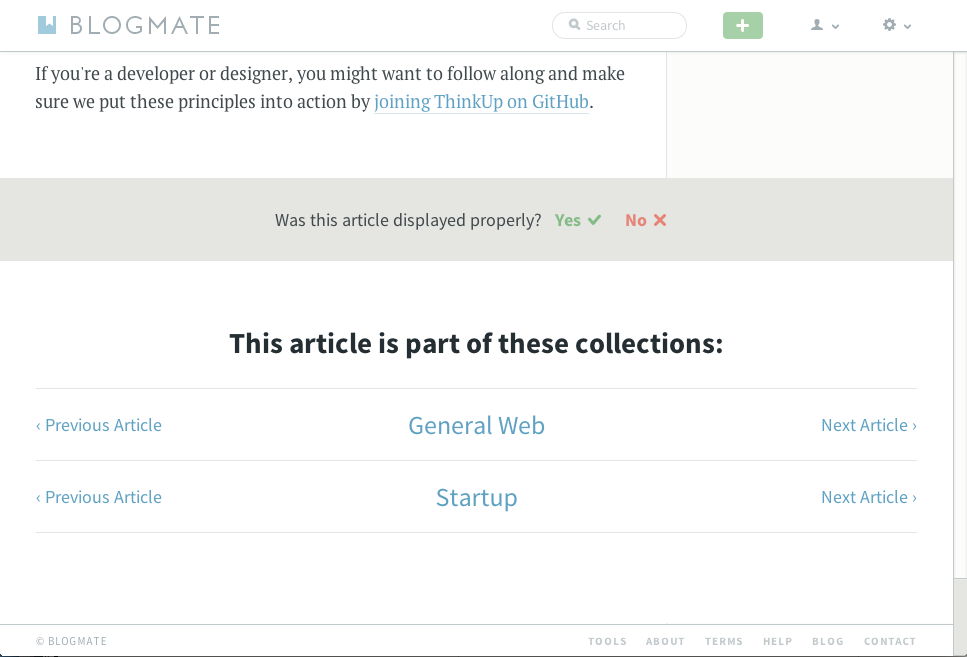 BLOGMATE
Search
If you're a developer or designer, you might want to follow along and make
sure we put these principles into action by joining ThinkUp on GitHub.
Was this article displayed properly? Yes No
This article is part of these collections:
‹ Previous Article General Web Next Article ›
‹ Previous Article Startup Next Article ›
© BLOGMATE TOOLS ABOUT TERMS HELP BLOG CONTACT